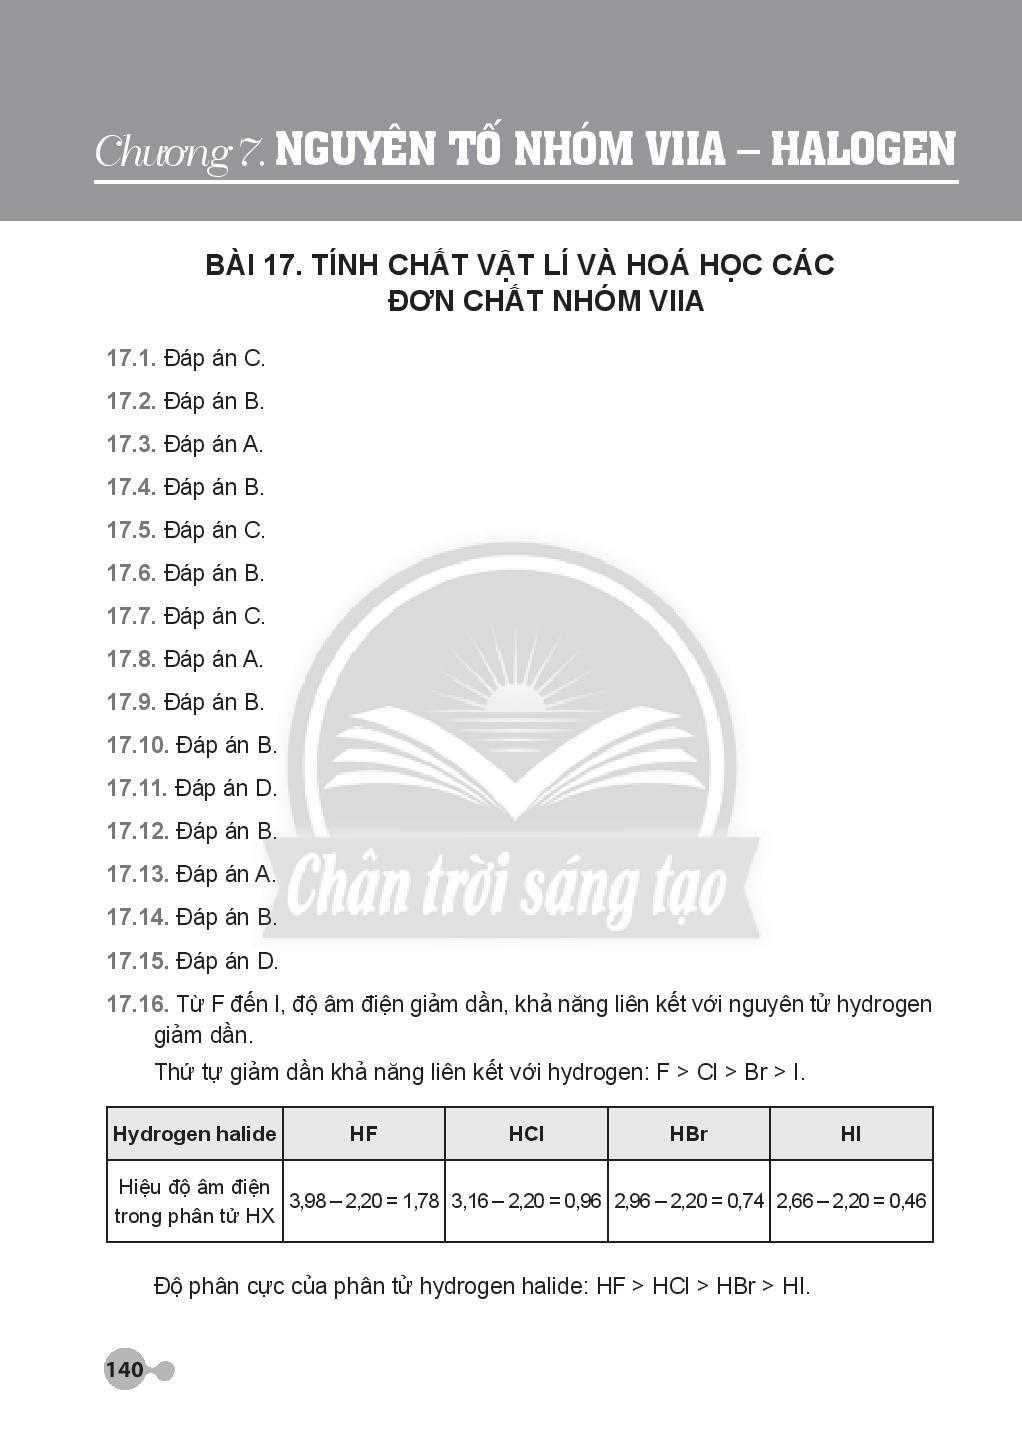 Chương 7. NGUYÊN TỐ NHÓM VIIA – HALOGEN
BÀI 17. TÍNH CHẤT VẬT LÍ VÀ HOÁ HỌC CÁC
ĐƠN CHẤT NHÓM VIIA
17.1. Đáp án C.
17.2. Đáp án B.
17.3. Đáp án A.
17.4. Đáp án B.
17.5. Đáp án C.
17.6. Đáp án B.
17.7. Đáp án C.
17.8. Đáp án A.
17.9. Đáp án B.
17.10. Đáp án B.
17.11. Đáp án D.
17.12. Đáp án B.
17.13. Đáp án A.
Chân trời sáng tạo
17.14. Đáp án B.
17.15. Đáp án D.
17.16. Từ F đến I, độ âm điện giảm dần, khả năng liên kết với nguyên tử hydrogen
giảm dần.
Thứ tự giảm dần khả năng liên kết với hydrogen: F > Cl > Br > I.
Hydrogen halide HF HCl HBr HI
Hiệu độ âm điện
trong phân tử HX 3,98 – 2,20 = 1,78 3,16 – 2,20 = 0,96 2,96 – 2,20 = 0,74 2,66 – 2,20 = 0,46
Độ phân cực của phân tử hydrogen halide: HF > HCl > HBr > HI.
140